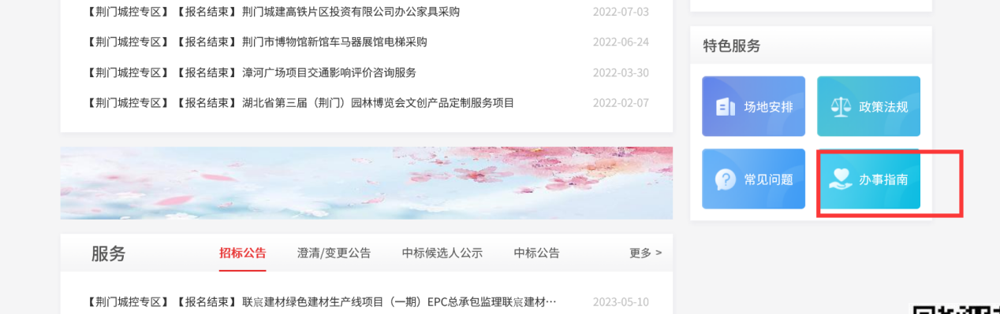 【荆门城控专区】【报名结束】荆门城建高铁片区投资有限公司办公家具采购 2022-07-03
【荆门城控专区】【报名结束】荆门市博物馆新馆车马器展馆电梯采购 2022-06-24
【荆门城控专区】【报名结束】漳河广场项目交通影响评价咨询服务 2022-03-30
【荆门城控专区】【报名结束】湖北省第三届（荆门）园林博览会文创产品定制服务项目 2022-02-07
特色服务
场地安排 政策法规
常见问题 办事指南
服务 招标公告 澄清/变更公告 中标候选人公示 中标公告 更多 >
【荆门城控专区】【报名结束】联宸建材绿色建材生产线项目（一期）EPC总承包监理联宸建材… 2023-05-10